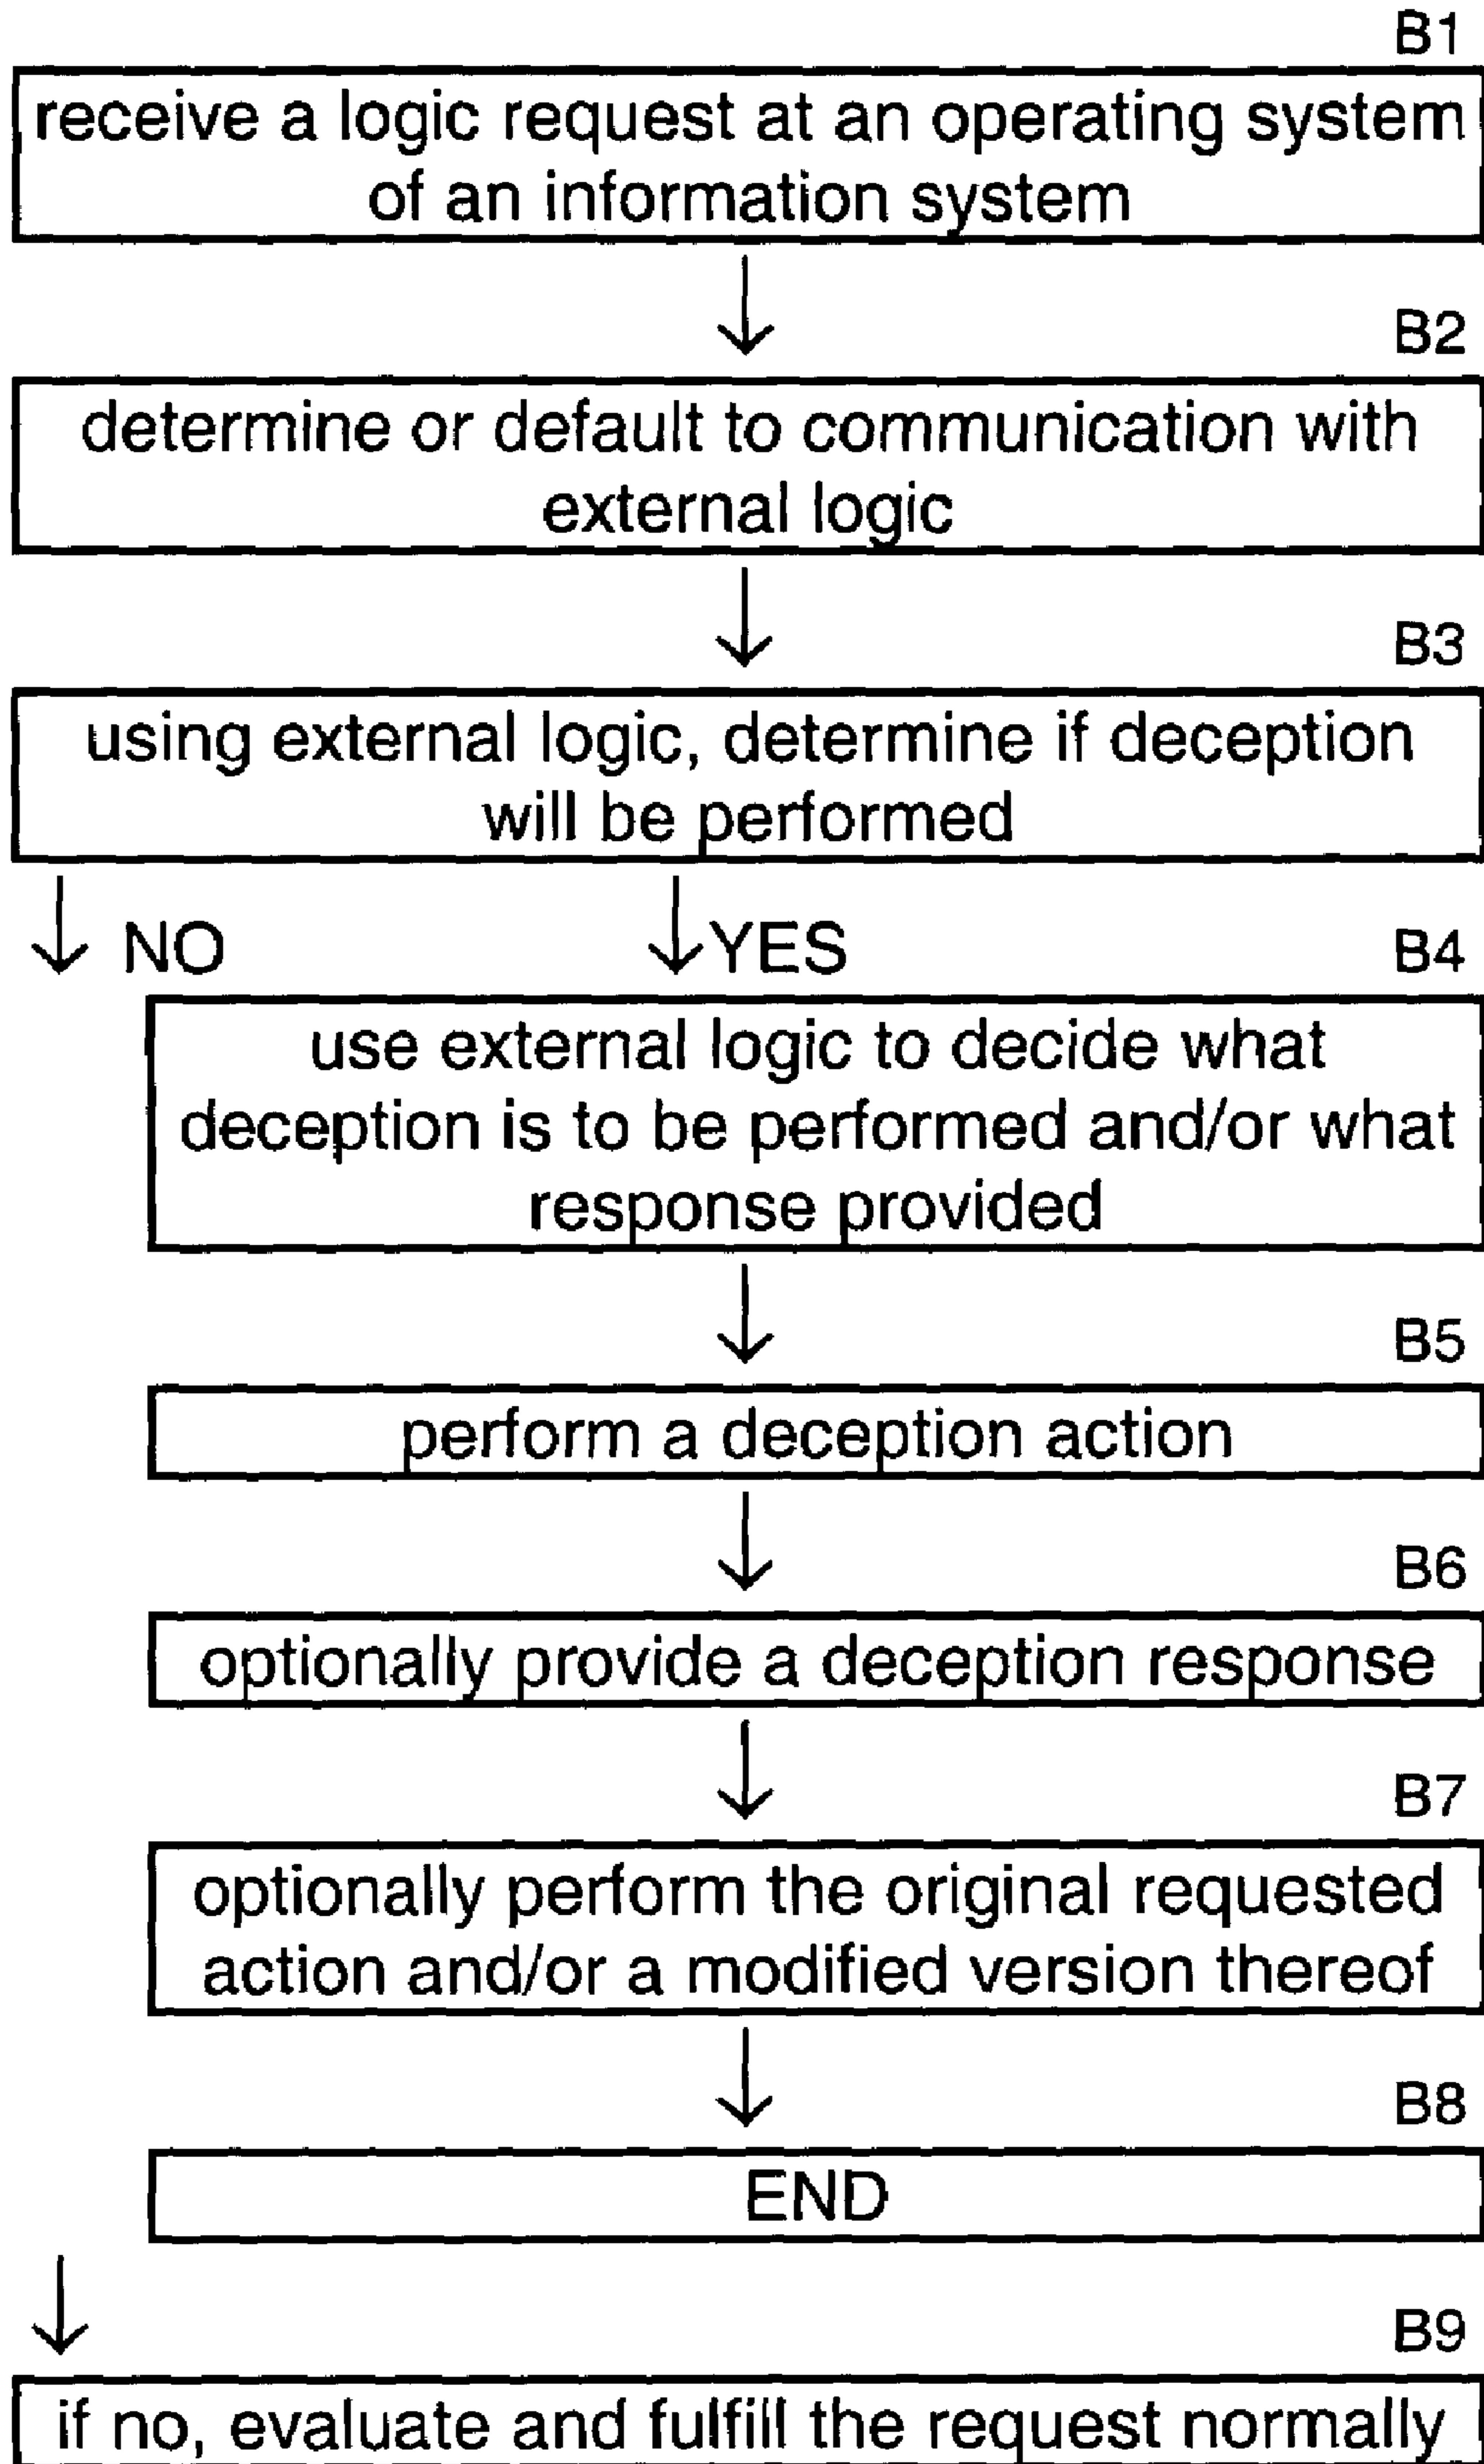 B1
receive a logic request at an operating system
of an information system
B2
determine or default to communication with
external logic
B3
using external logic, determine if deception
will be performed
NO YES B4
use external logic to decide what
deception is to be performed and/or what
response provided
B5
perform a deception action
B6
optionally provide a deception response
B7
optionally perform the original requested
action and/or a modified version thereof
B8
END
B9
if no, evaluate and fulfill the request normally